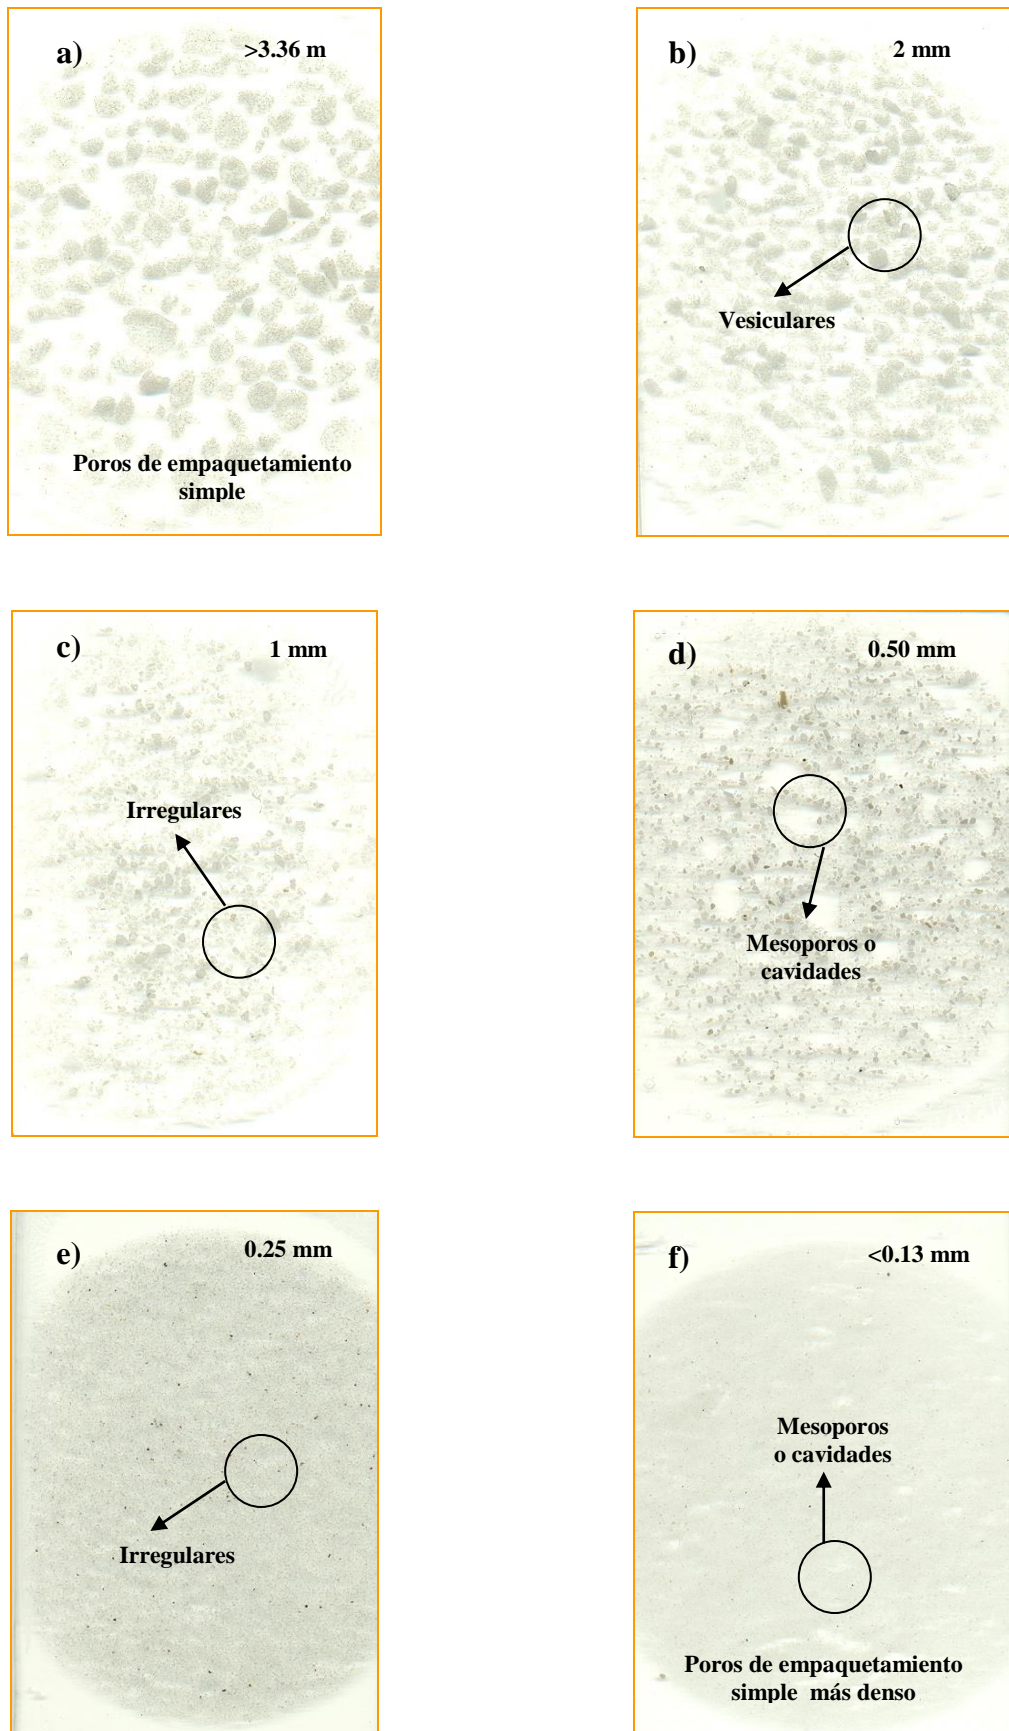 a)
>3.36 m
Poros de empaquetamiento
simple
b)
2 mm
Vesiculares
c)
1 mm
Irregulares
d)
0.50 mm
Mesoporos o
cavidades
e)
0.25 mm
Irregulares
f)
<0.13 mm
Mesoporos
o cavidades
Poros de empaquetamiento
simple más denso